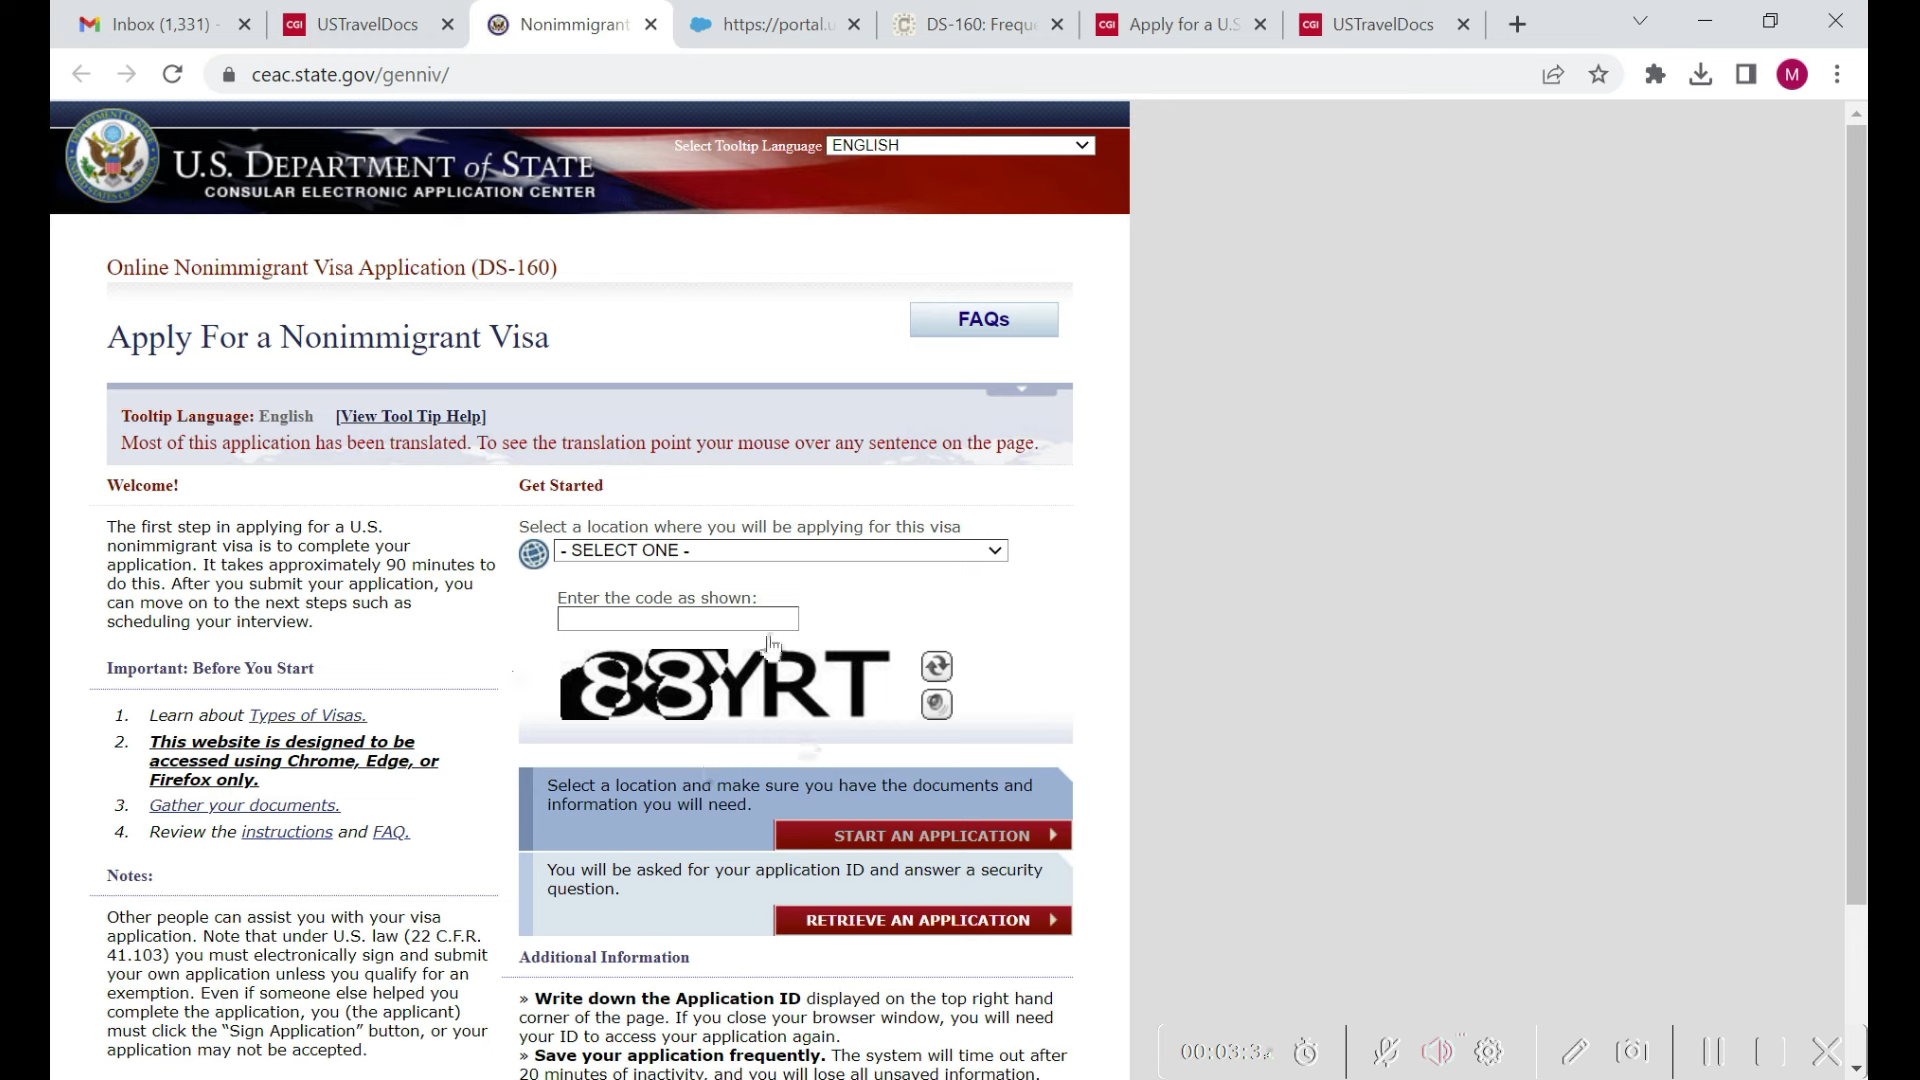 Inbox (1,331) -
CGI USTravelDocs
Nonimmigrant
https://portal.u
DS-160: Freque
CGI Apply for a U.S
CGI USTravelDocs
ceac.state.gov/genniv/
M
U.S. DEPARTMENT of STATE
CONSULAR ELECTRONIC APPLICATION CENTER
Select Tooltip Language ENGLISH
Online Nonimmigrant Visa Application (DS-160)
Apply For a Nonimmigrant Visa
FAQs
Tooltip Language: English [View Tool Tip Help]
Most of this application has been translated. To see the translation point your mouse over any sentence on the page.
Welcome!
The first step in applying for a U.S.
nonimmigrant visa is to complete your
application. It takes approximately 90 minutes to
do this. After you submit your application, you
can move on to the next steps such as
scheduling your interview.
Important: Before You Start
1. Learn about Types of Visas.
2. This website is designed to be
accessed using Chrome, Edge, or
Firefox only.
3. Gather your documents.
4. Review the instructions and FAQ.
Notes:
Other people can assist you with your visa
application. Note that under U.S. law (22 C.F.R.
41.103) you must electronically sign and submit
your own application unless you qualify for an
exemption. Even if someone else helped you
complete the application, you (the applicant)
must click the “Sign Application” button, or your
application may not be accepted.
Get Started
Select a location where you will be applying for this visa
- SELECT ONE -
Enter the code as shown:
88YRT
Select a location and make sure you have the documents and
information you will need.
START AN APPLICATION
You will be asked for your application ID and answer a security
question.
RETRIEVE AN APPLICATION
Additional Information
» Write down the Application ID displayed on the top right hand
corner of the page. If you close your browser window, you will need
your ID to access your application again.
» Save your application frequently. The system will time out after
20 minutes of inactivity, and you will lose all unsaved information.